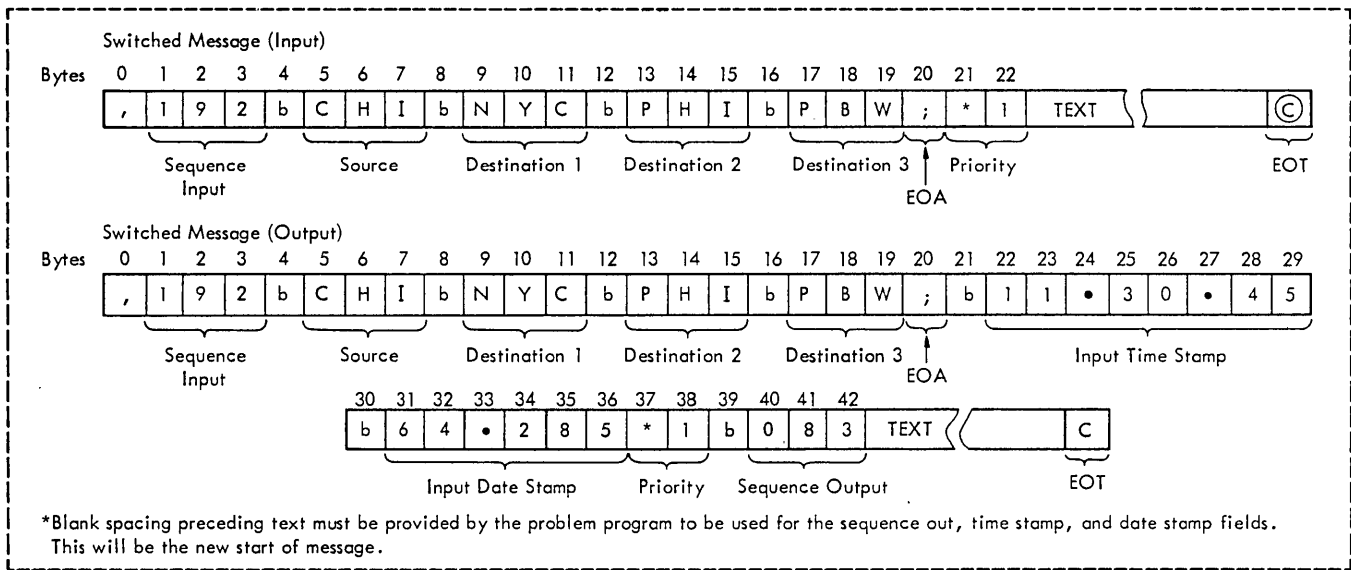 Switched Message (Input)
Bytes 0 1 2 3 4 5 6 7 8 9 10 11 12 13 14 15 16 17 18 19 20 21 22
, 1 9 2 b C H I b N Y C b P H I b P B W ; * 1 TEXT Ⓒ
Sequence Input Source Destination 1 Destination 2 Destination 3 EOA Priority EOT
Switched Message (Output)
Bytes 0 1 2 3 4 5 6 7 8 9 10 11 12 13 14 15 16 17 18 19 20 21 22 23 24 25 26 27 28 29
, 1 9 2 b C H I b N Y C b P H I b P B W ; b 1 1 • 3 0 • 4 5
Sequence Input Source Destination 1 Destination 2 Destination 3 EOA Input Time Stamp
30 31 32 33 34 35 36 37 38 39 40 41 42
b 6 4 • 2 8 5 * 1 b 0 8 3 TEXT C
Input Date Stamp Priority Sequence Output EOT
*Blank spacing preceding text must be provided by the problem program to be used for the sequence out, time stamp, and date stamp fields.
This will be the new start of message.